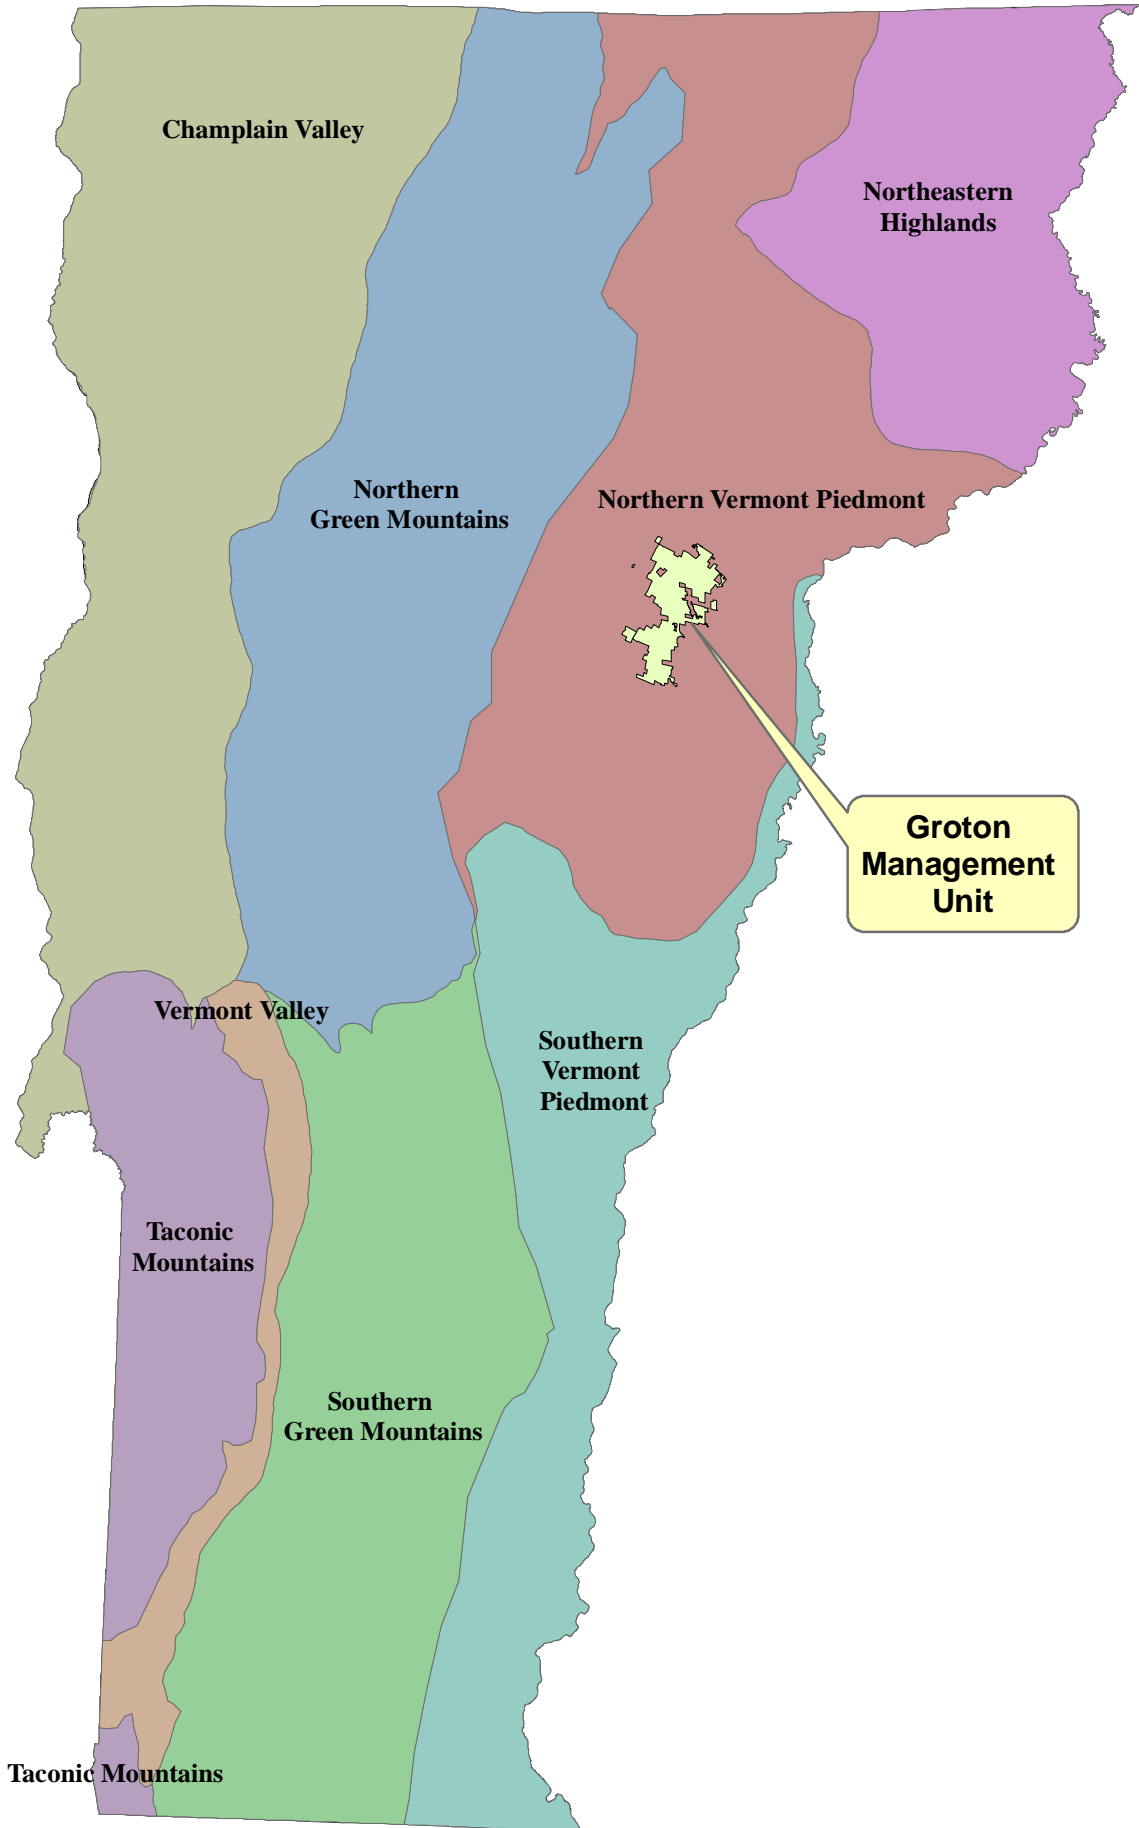 Champlain Valley
Northeastern
Highlands
Northern
Green Mountains
Northern Vermont Piedmont
Groton
Management
Unit
Vermont Valley
Southern
Vermont
Piedmont
Taconic
Mountains
Southern
Green Mountains
Taconic Mountains